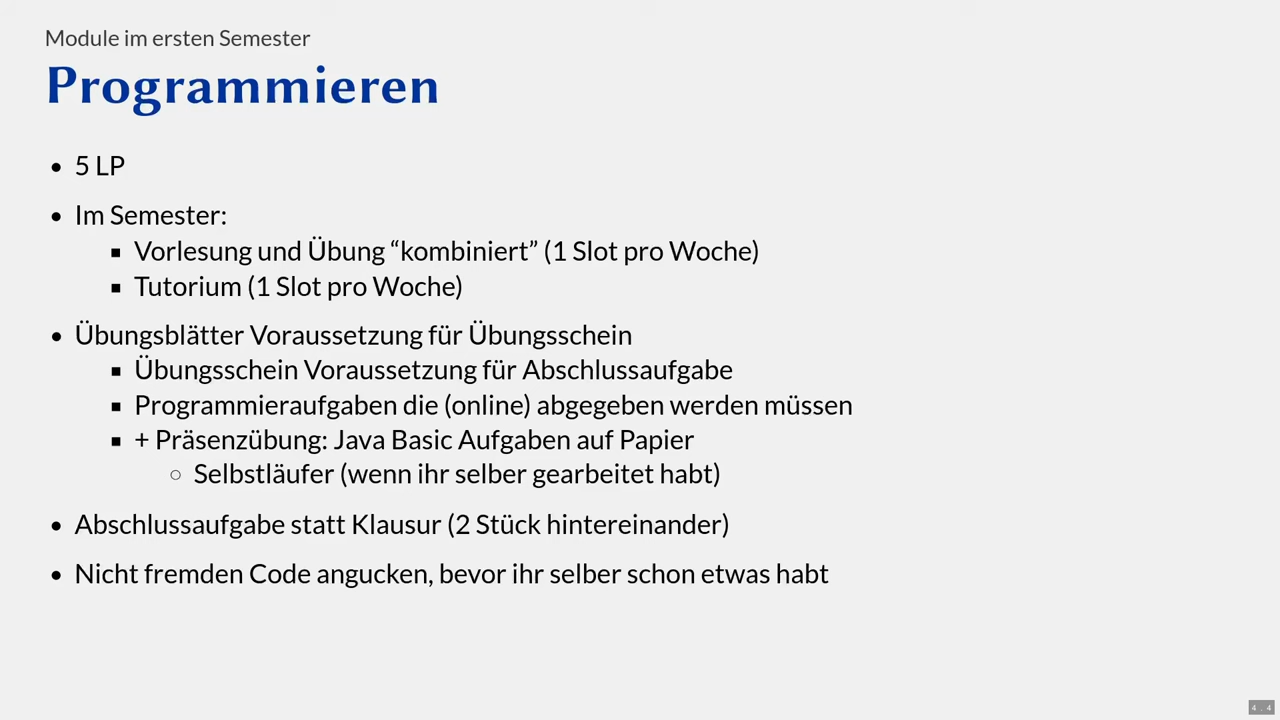 Module im ersten Semester
Programmieren
• 5 LP
• Im Semester:
▪ Vorlesung und Übung “kombiniert” (1 Slot pro Woche)
▪ Tutorium (1 Slot pro Woche)
• Übungsblätter Voraussetzung für Übungsschein
▪ Übungsschein Voraussetzung für Abschlussaufgabe
▪ Programmieraufgaben die (online) abgegeben werden müssen
▪ + Präsenzübung: Java Basic Aufgaben auf Papier
○ Selbstläufer (wenn ihr selber gearbeitet habt)
• Abschlussaufgabe statt Klausur (2 Stück hintereinander)
• Nicht fremden Code angucken, bevor ihr selber schon etwas habt
4 . 4